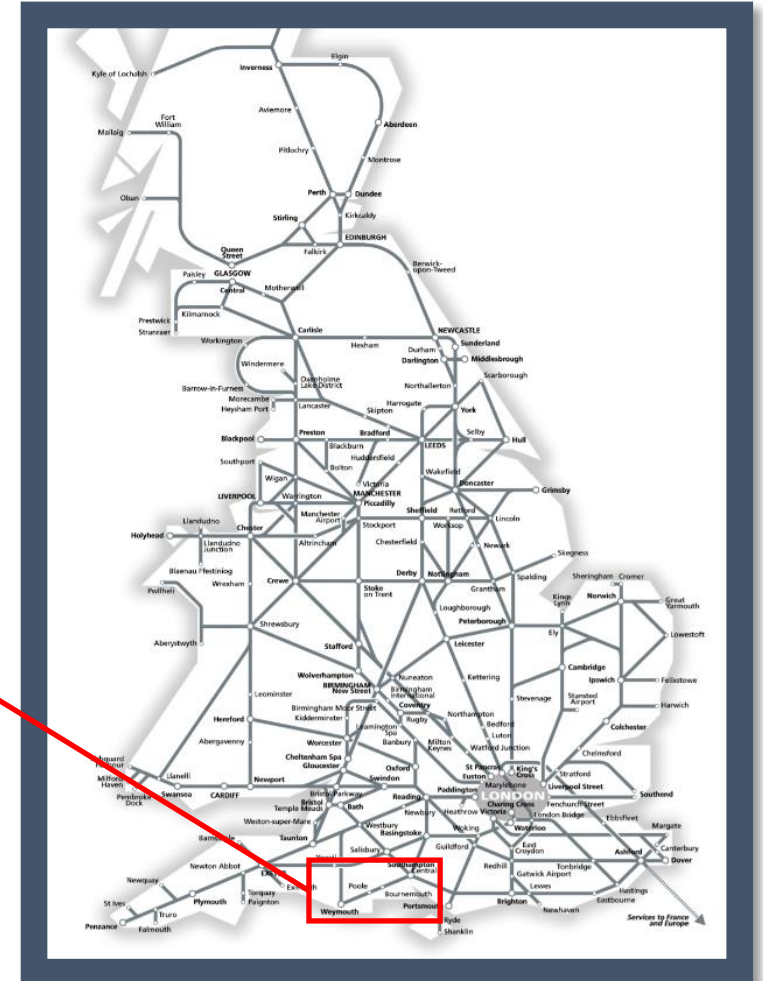 Elgin
Inverness
Kyle of Lochalsh
Aviemore
Fort
William
Mallaig
Aberdeen
Pitlochry
Montrose
Perth
Dundee
Oban
Kirkcaldy
Stirling
EDINBURGH
Queen
Street
Falkirk
Berwick-
upon-Tweed
Paisley
GLASGOW
Central
Motherwell
Kilmarnock
Prestwick
Stranraer
Carlisle
NEWCASTLE
Workington
Hexham
Sunderland
Durham
Darlington
Middlesbrough
Windermere
Scarborough
Oxenholme
Lake District
Northallerton
Barrow-in-Furness
Morecambe
Heysham Port
Lancaster
Harrogate
York
Skipton
Blackpool
Preston
Bradford
Selby
Hull
Blackburn
LEEDS
Huddersfield
Southport
Bolton
Wakefield
Wigan
Victoria
Doncaster
Grimsby
LIVERPOOL
Warrington
MANCHESTER
Piccadilly
Manchester
Airport
Sheffield
Retford
Lincoln
Llandudno
Chester
Stockport
Worksop
Holyhead
Llandudno
Junction
Altrincham
Chesterfield
Newark
Skegness
Blaenau Ffestiniog
Crewe
Derby
Nottingham
Spalding
Sheringham
Cromer
Pwllheli
Wrexham
Stoke
on Trent
Grantham
Kings
Lynn
Norwich
Great
Yarmouth
Loughborough
Shrewsbury
Peterborough
Ely
Lowestoft
Aberystwyth
Stafford
Leicester
Wolverhampton
Cambridge
BIRMINGHAM
New Street
Nuneaton
Kettering
Ipswich
Felixstowe
Birmingham
International
Leominster
Stevenage
Stansted
Airport
Harwich
Birmingham Moor Street
Coventry
Hereford
Kidderminster
Rugby
Northampton
Leamington
Spa
Bedford
Colchester
Abergavenny
Worcester
Banbury
Milton
Keynes
Luton
Watford Junction
Chelmsford
Cheltenham Spa
Gloucester
Oxford
St Pancras
King's
Cross
Euston
Stratford
Milford
Haven
Llanelli
Newport
Swindon
Marylebone
Liverpool Street
Pembroke
Dock
Swansea
CARDIFF
Bristol Parkway
Reading
Paddington
LONDON
Southend
Bristol
Temple Meads
Bath
Newbury
Heathrow
Victoria
Charing Cross
Fenchurch Street
London Bridge
Ebbsfleet
Weston-super-Mare
Westbury
Basingstoke
Woking
Waterloo
Margate
Taunton
Salisbury
Guildford
East
Croydon
Canterbury
Redhill
Tonbridge
Ashford
Dover
Newton Abbot
Southampton
Central
Gatwick Airport
Newquay
Poole
Bournemouth
Lewes
Hastings
St Ives
Plymouth
Torquay
Paignton
Portsmouth
Brighton
Eastbourne
Truro
Weymouth
Ryde
Newhaven
Services to France
and Europe
Penzance
Falmouth
Shanklin